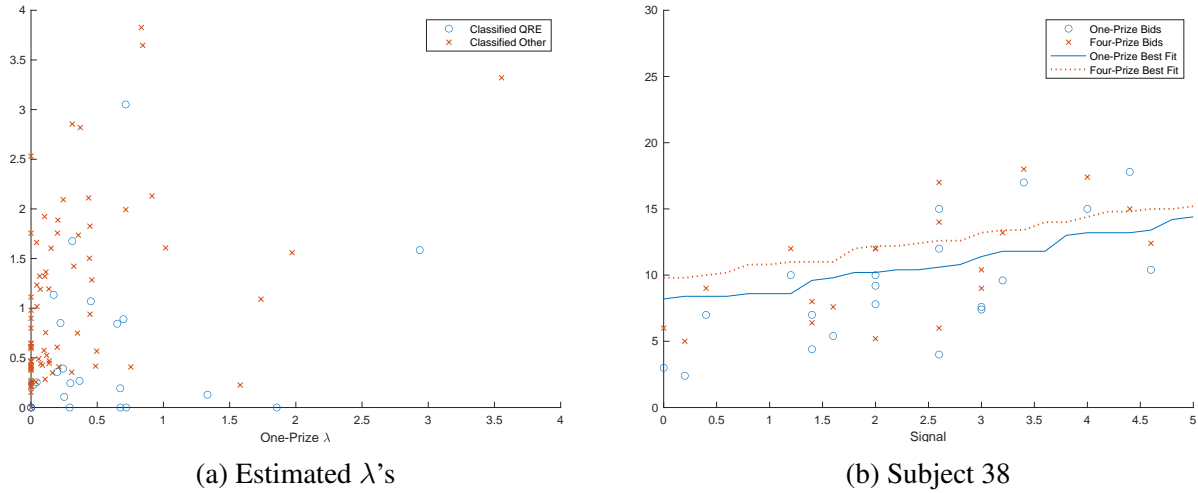 4
3.5
3
2.5
2
1.5
1
0.5
0
0 0.5 1 1.5 2 2.5 3 3.5 4
One-Prize λ
Classified QRE
Classified Other
(a) Estimated λ's
30
25
20
15
10
5
0
0 0.5 1 1.5 2 2.5 3 3.5 4 4.5 5
Signal
One-Prize Bids
Four-Prize Bids
One-Prize Best Fit
Four-Prize Best Fit
(b) Subject 38